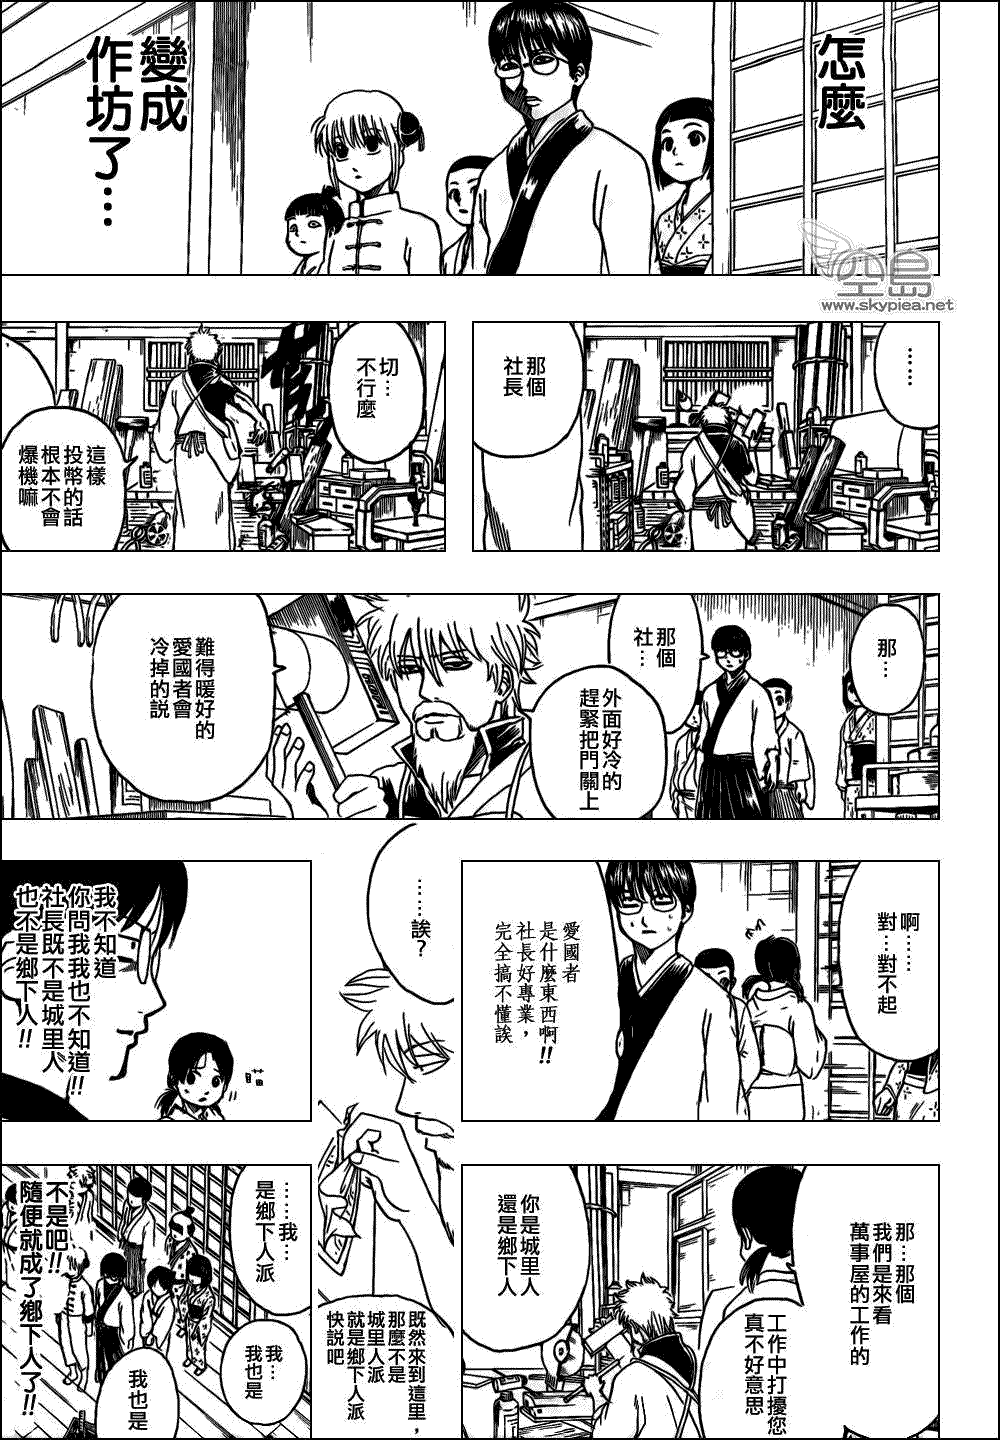 怎麼
變成
作坊了…
空島
www.skypiea.net
……
那個
社長
切…
不行麼
這樣
投幣的話
根本不會
爆機嘛
那…
那個
社…
外面好冷的
趕緊把門關上
難得暖好的
愛國者會
冷掉的說
啊……
對…對不起
愛國者
是什麼東西啊!!
社長好專業，
完全搞不懂誒
……誒?
我不知道
你問我我也不知道!!
社長既不是城里人
也不是鄉下人!!
那…那個
我們是來看
萬事屋的工作的
工作中打擾您
真不好意思
你是城里人
還是鄉下人
既然來到這里，
那麼不是
城里人派
就是鄉下人派
快說吧
……我…
是鄉下人派
我…
我也是
我也是
不是吧!!
隨便就成了鄉下人了!!